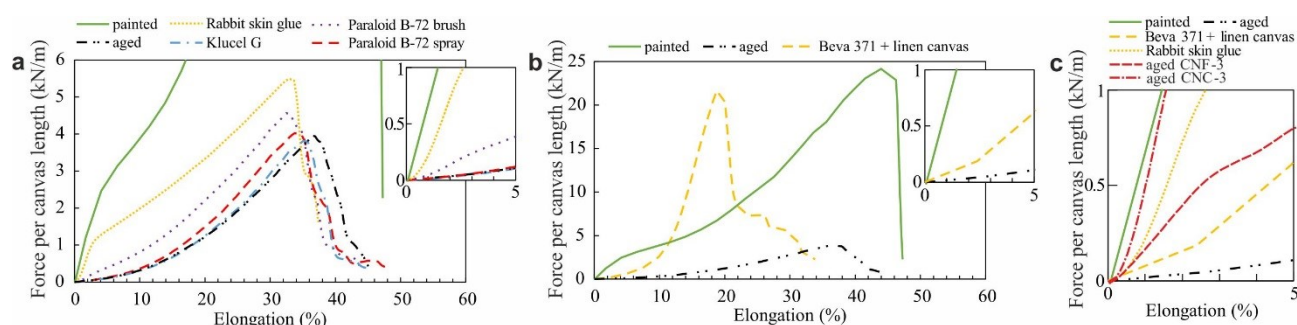 painted Rabbit skin glue Paraloid B-72 brush
aged Klucel G Paraloid B-72 spray
a
Force per canvas length (kN/m)
6
5
4
3
2
1
0
0 10 20 30 40 50 60
Elongation (%)
1
0.5
0
0 5
b
painted aged Beva 371 + linen canvas
Force per canvas length (kN/m)
25
20
15
10
5
0
0 10 20 30 40 50 60
Elongation (%)
1
0.5
0
0 5
c
painted aged
Beva 371 + linen canvas
Rabbit skin glue
aged CNF-3
aged CNC-3
Force per canvas length (kN/m)
1
0.5
0
0 5
Elongation (%)